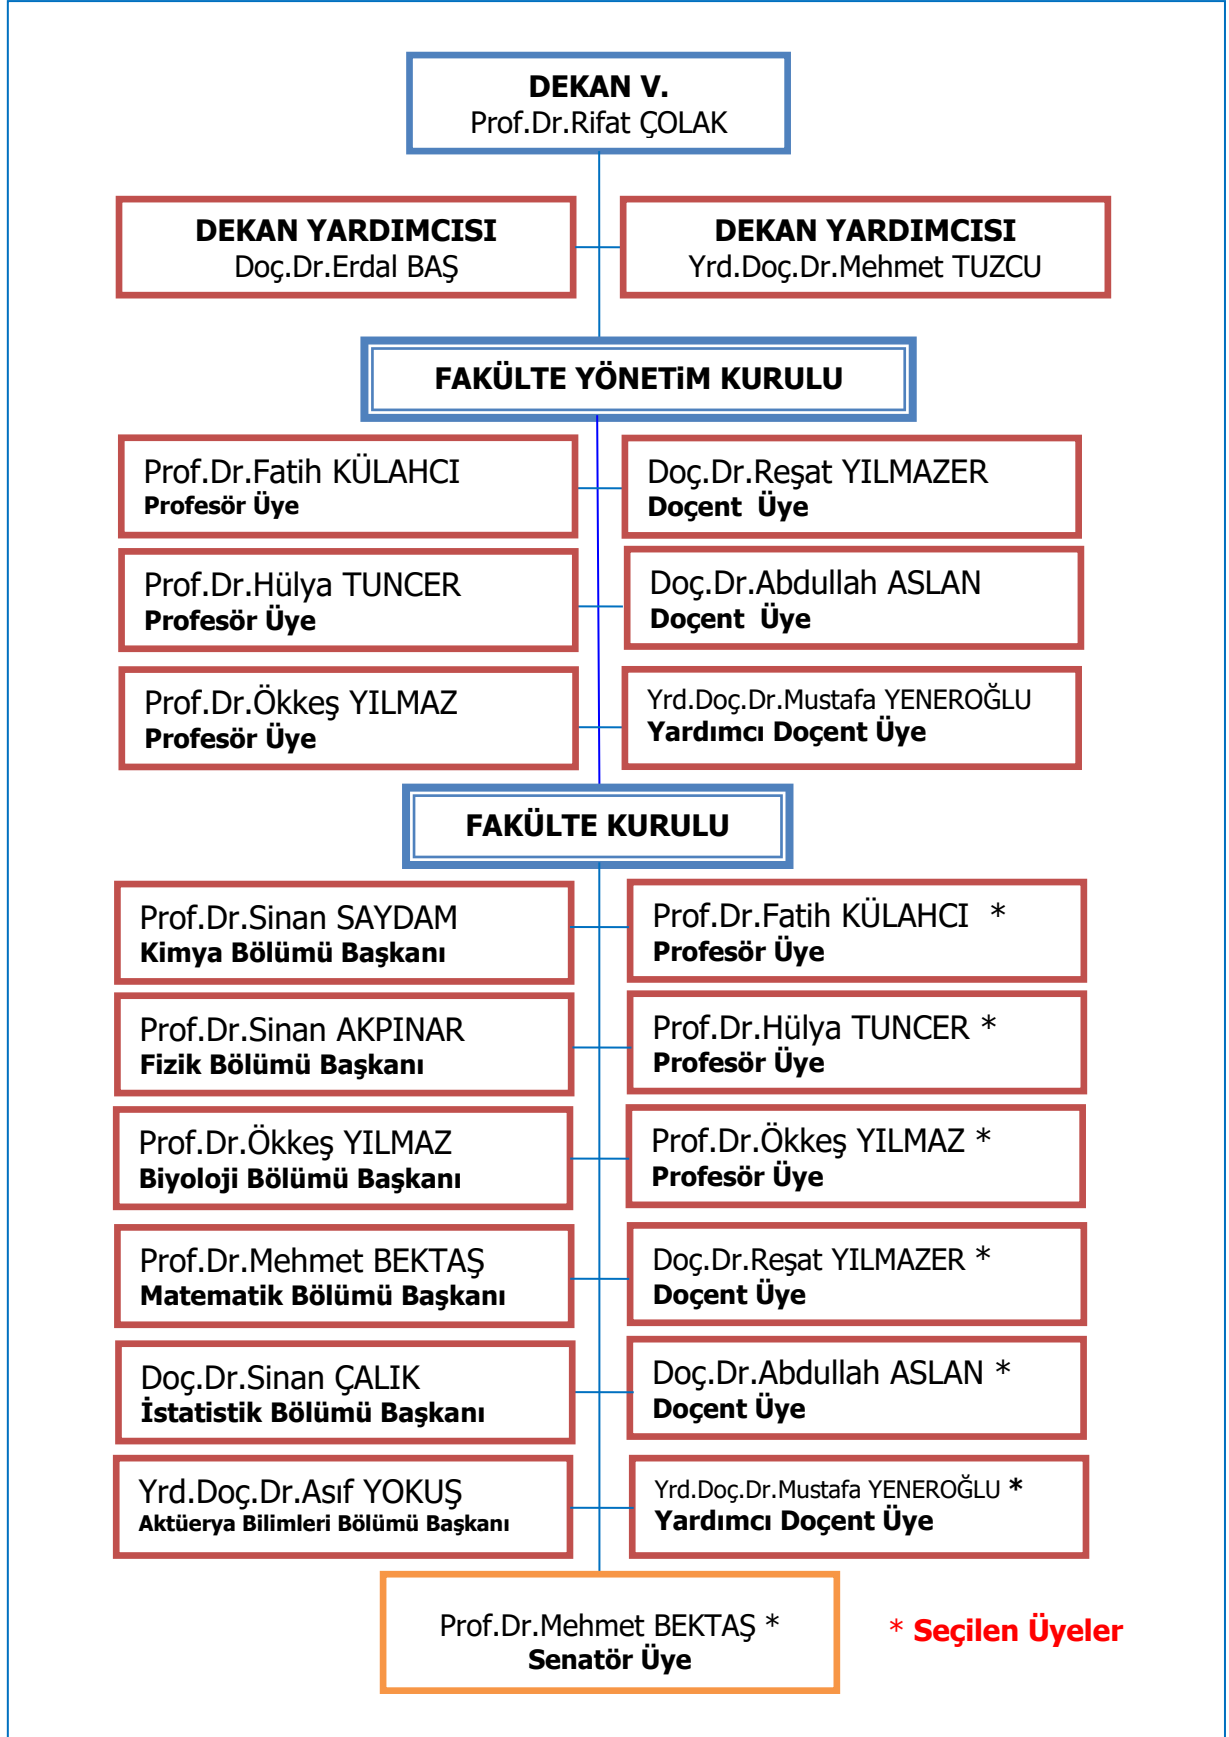 DEKAN V.
Prof.Dr.Rifat ÇOLAK
DEKAN YARDIMCISI
Doç.Dr.Erdal BAŞ
DEKAN YARDIMCISI
Yrd.Doç.Dr.Mehmet TUZCU
FAKÜLTE YÖNETiM KURULU
Prof.Dr.Fatih KÜLAHCI
Profesör Üye
Doç.Dr.Reşat YILMAZER
Doçent Üye
Prof.Dr.Hülya TUNCER
Profesör Üye
Doç.Dr.Abdullah ASLAN
Doçent Üye
Prof.Dr.Ökkeş YILMAZ
Profesör Üye
Yrd.Doç.Dr.Mustafa YENEROĞLU
Yardımcı Doçent Üye
FAKÜLTE KURULU
Prof.Dr.Sinan SAYDAM
Kimya Bölümü Başkanı
Prof.Dr.Fatih KÜLAHCI *
Profesör Üye
Prof.Dr.Sinan AKPINAR
Fizik Bölümü Başkanı
Prof.Dr.Hülya TUNCER *
Profesör Üye
Prof.Dr.Ökkeş YILMAZ
Biyoloji Bölümü Başkanı
Prof.Dr.Ökkeş YILMAZ *
Profesör Üye
Prof.Dr.Mehmet BEKTAŞ
Matematik Bölümü Başkanı
Doç.Dr.Reşat YILMAZER *
Doçent Üye
Doç.Dr.Sinan ÇALIK
İstatistik Bölümü Başkanı
Doç.Dr.Abdullah ASLAN *
Doçent Üye
Yrd.Doç.Dr.Asıf YOKUŞ
Aktüerya Bilimleri Bölümü Başkanı
Yrd.Doç.Dr.Mustafa YENEROĞLU *
Yardımcı Doçent Üye
Prof.Dr.Mehmet BEKTAŞ *
Senatör Üye
* Seçilen Üyeler